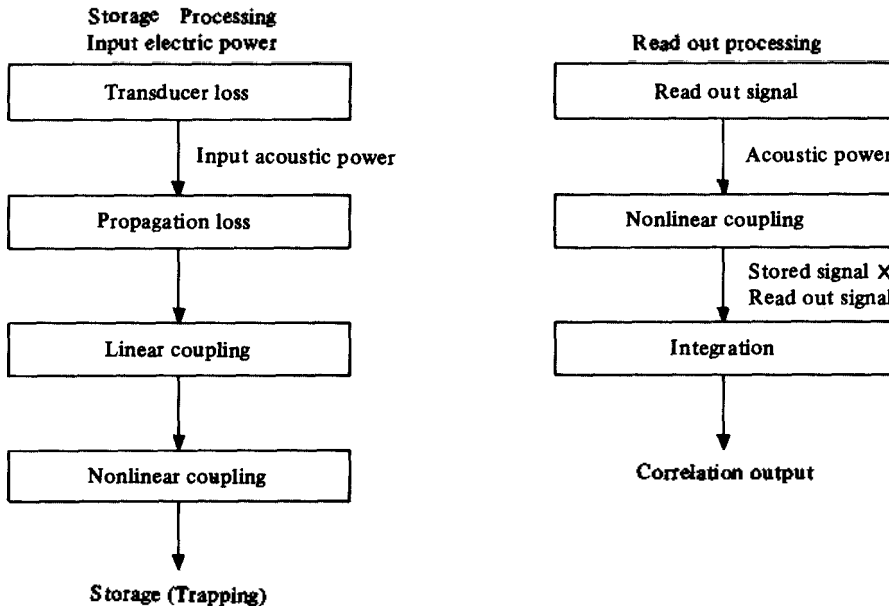 Storage Processing
Input electric power
Transducer loss
Input acoustic power
Propagation loss
Linear coupling
Nonlinear coupling
Storage (Trapping)
Read out processing
Read out signal
Acoustic power
Nonlinear coupling
Stored signal ×
Read out signal
Integration
Correlation output